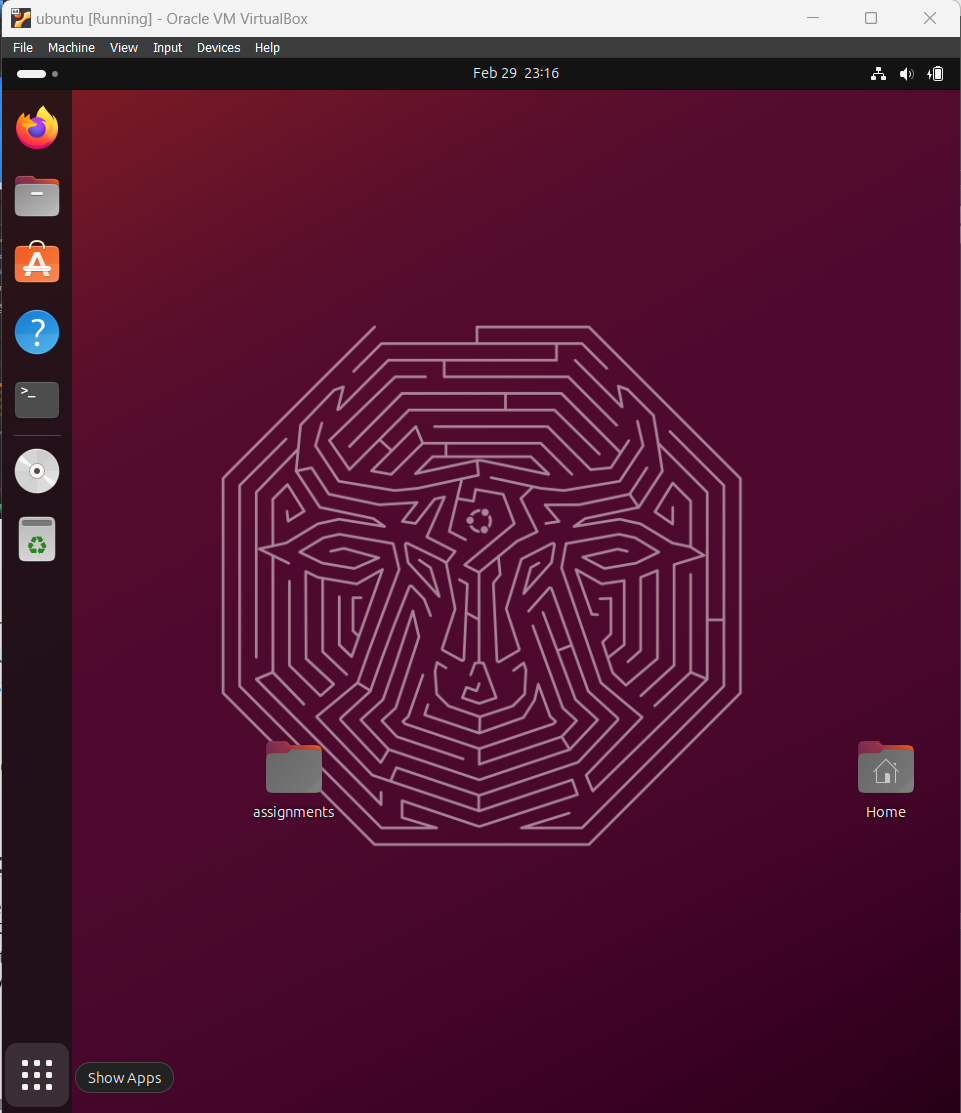 ubuntu [Running] - Oracle VM VirtualBox
File Machine View Input Devices Help
Feb 29 23:16
?
>_
assignments
Home
Show Apps